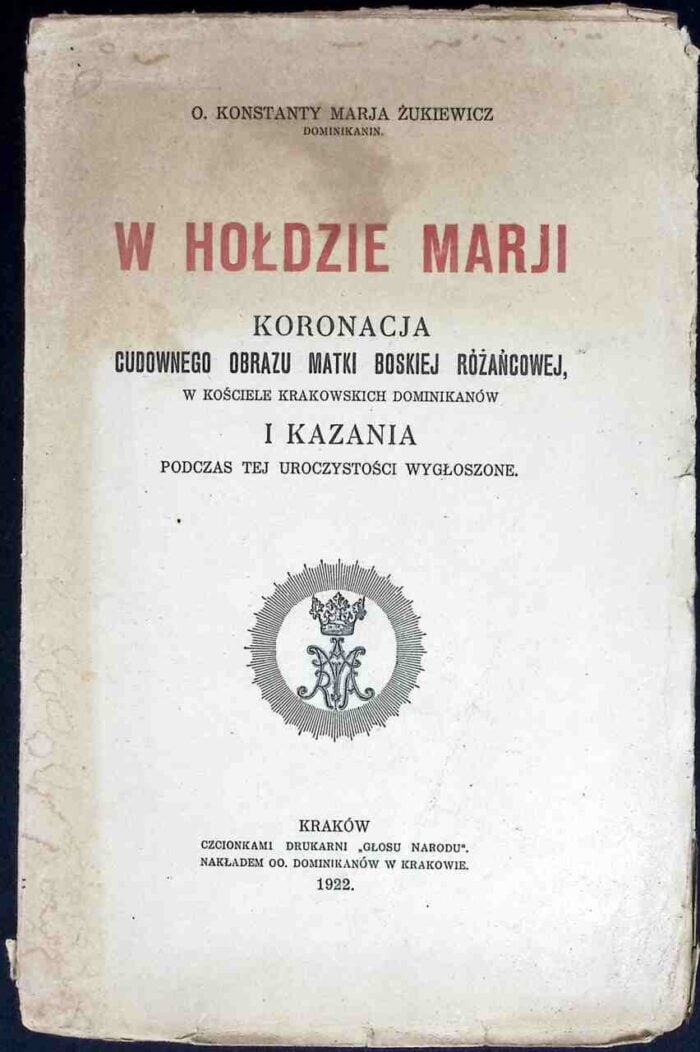 O. KONSTANTY MARJA ŻUKIEWICZ
DOMINIKANIN.
W HOŁDZIE MARJI
KORONACJA
CUDOWNEGO OBRAZU MATKI BOSKIEJ RÓŻAŃCOWEJ,
W KOŚCIELE KRAKOWSKICH DOMINIKANÓW
I KAZANIA
PODCZAS TEJ UROCZYSTOŚCI WYGŁOSZONE.
KRAKÓW
CZCIONKAMI DRUKARNI „GŁOSU NARODU“.
NAKŁADEM OO. DOMINIKANÓW W KRAKOWIE.
1922.